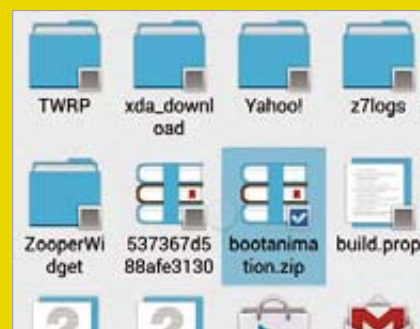 TWRP
xda_downl
oad
Yahoo!
z7logs
ZooperWi
dget
537367d5
88afe3130
bootanima
tion.zip
build.prop